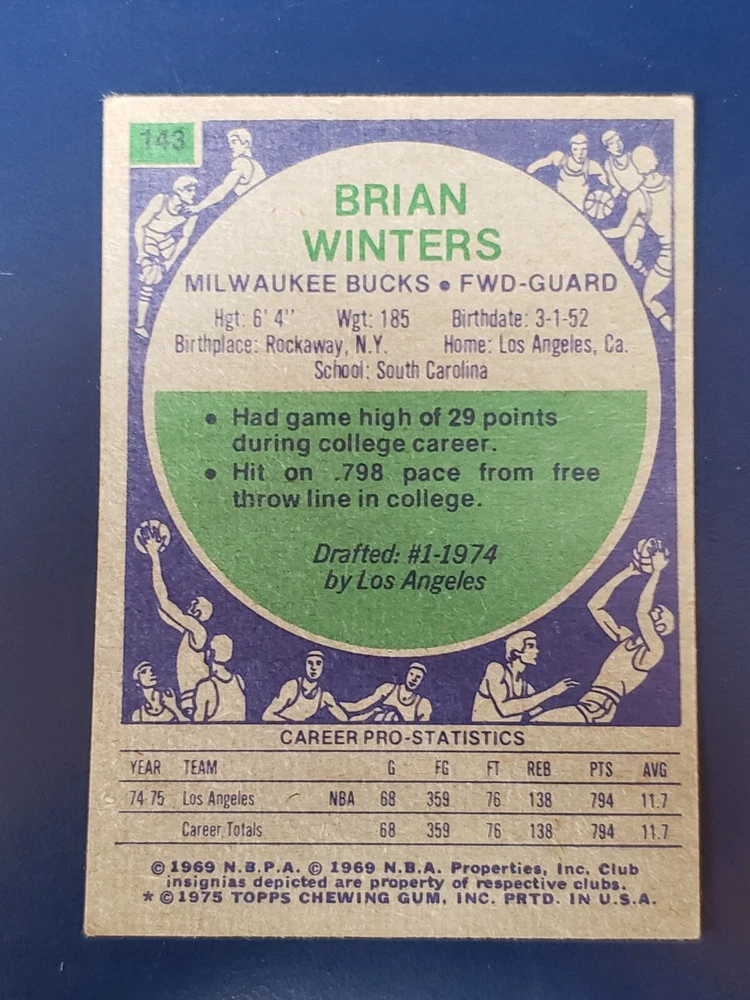 143
BRIAN
WINTERS
MILWAUKEE BUCKS • FWD-GUARD
Hgt: 6' 4" Wgt: 185 Birthdate: 3-1-52
Birthplace: Rockaway, N.Y. Home: Los Angeles, Ca.
School: South Carolina
• Had game high of 29 points
during college career.
• Hit on .798 pace from free
throw line in college.
Drafted: #1-1974
by Los Angeles
CAREER PRO-STATISTICS
YEAR TEAM G FG FT REB PTS AVG
74-75 Los Angeles NBA 68 359 76 138 794 11.7
Career Totals 68 359 76 138 794 11.7
© 1969 N.B.P.A. © 1969 N.B.A. Properties, Inc. Club
insignias depicted are property of respective clubs.
* © 1975 TOPPS CHEWING GUM, INC. PRTD. IN U.S.A.